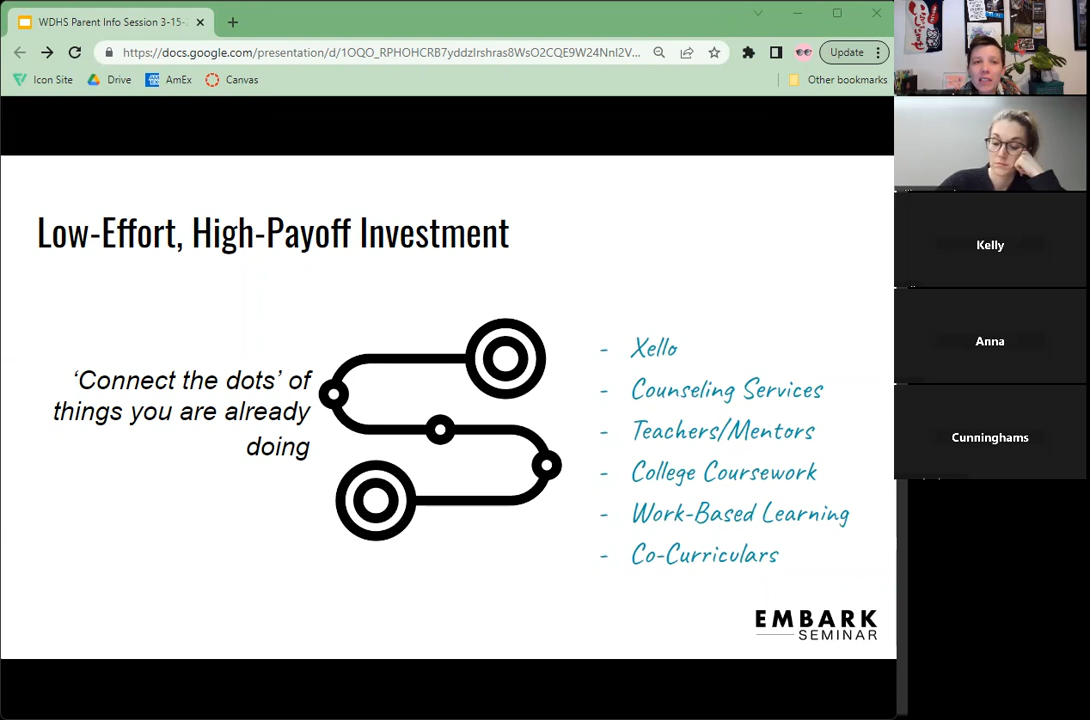 WDHS Parent Info Session 3-15-
https://docs.google.com/presentation/d/1OQO_RPHOHCRB7yddzIrshras8WsO2CQE9W24NnI2V...
Update
Icon Site
Drive
AmEx
Canvas
Other bookmarks
Low-Effort, High-Payoff Investment
‘Connect the dots’ of
things you are already
doing
- Xello
- Counseling Services
- Teachers/Mentors
- College Coursework
- Work-Based Learning
- Co-Curriculars
EMBARK
SEMINAR
Kelly
Anna
Cunninghams